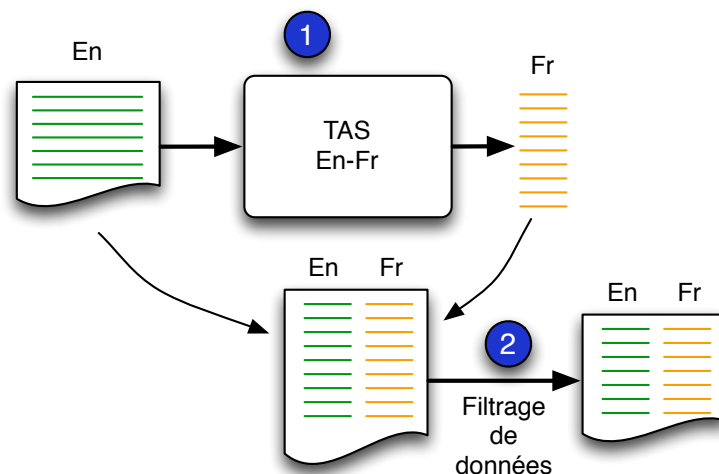 1
En
Fr
TAS
En-Fr
En Fr
En Fr
2
Filtrage
de
données